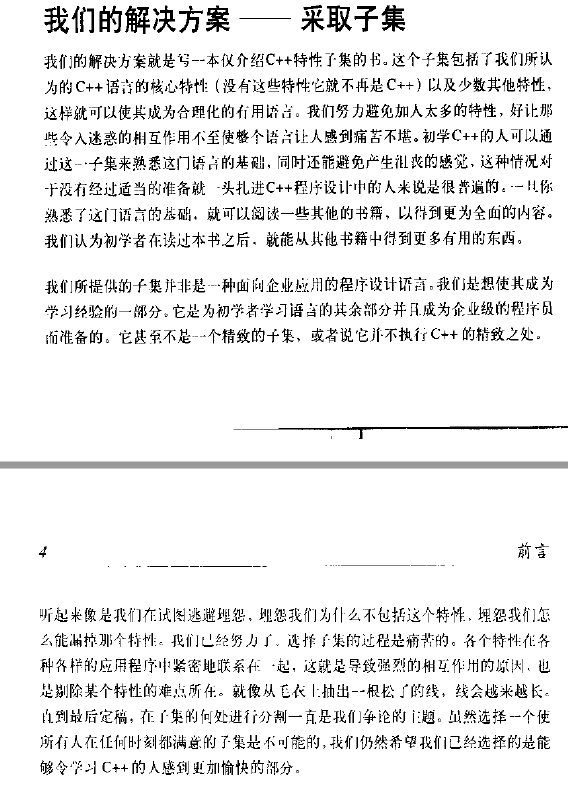 我们的解决方案 —— 采取子集
我们的解决方案就是写一本仅介绍C++特性子集的书。这个子集包括了我们所认
为的C++语言的核心特性（没有这些特性它就不再是C++）以及少数其他特性，
这样就可以使其成为合理化的有用语言。我们努力避免加入太多的特性，好让那
些令人迷惑的相互作用不至使整个语言让人感到痛苦不堪。初学C++的人可以通
过这一子集来熟悉这门语言的基础，同时还能避免产生沮丧的感觉，这种情况对
于没有经过适当的准备就一头扎进C++程序设计中的人来说是很普遍的。一旦你
熟悉了这门语言的基础，就可以阅读一些其他的书籍，以得到更为全面的内容。
我们认为初学者在读过本书之后，就能从其他书籍中得到更多有用的东西。
我们所提供的子集并非是一种面向企业应用的程序设计语言。我们是想使其成为
学习经验的一部分。它是为初学者学习语言的其余部分并且成为企业级的程序员
而准备的。它甚至不是一个精致的子集，或者说它并不执行C++的精致之处。
4
前言
听起来像是我们在试图逃避埋怨，埋怨我们为什么不包括这个特性，埋怨我们怎
么能漏掉那个特性。我们已经努力了。选择子集的过程是痛苦的。各个特性在各
种各样的应用程序中紧密地联系在一起，这就是导致强烈的相互作用的原因，也
是剔除某个特性的难点所在。就像从毛衣上抽出一根松了的线，线会越来越长。
直到最后定稿，在子集的何处进行分割一直是我们争论的主题。虽然选择一个使
所有人在任何时刻都满意的子集是不可能的，我们仍然希望我们已经选择的是能
够令学习C++的人感到更加愉快的部分。